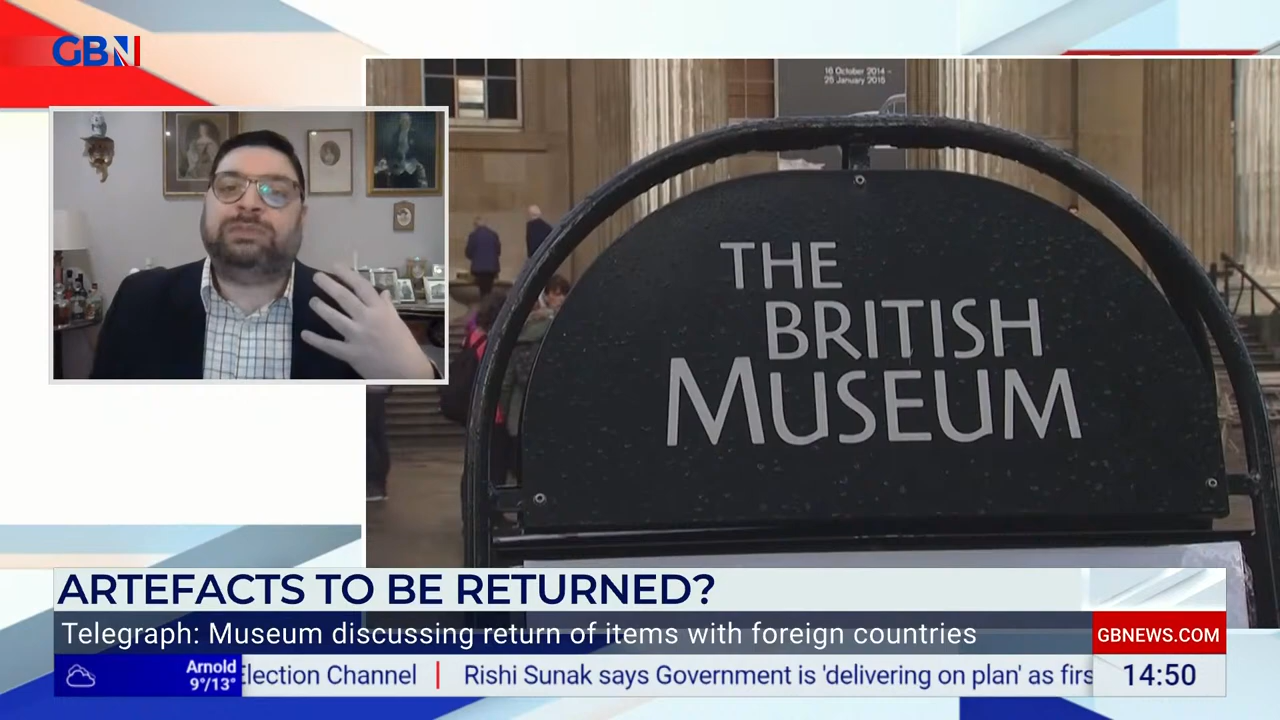 GBN
16 October 2014 -
25 January 2015
THE
BRITISH
MUSEUM
ARTEFACTS TO BE RETURNED?
Telegraph: Museum discussing return of items with foreign countries
GBNEWS.COM
Arnold
9°/13°
Election Channel | Rishi Sunak says Government is 'delivering on plan' as firs
14:50